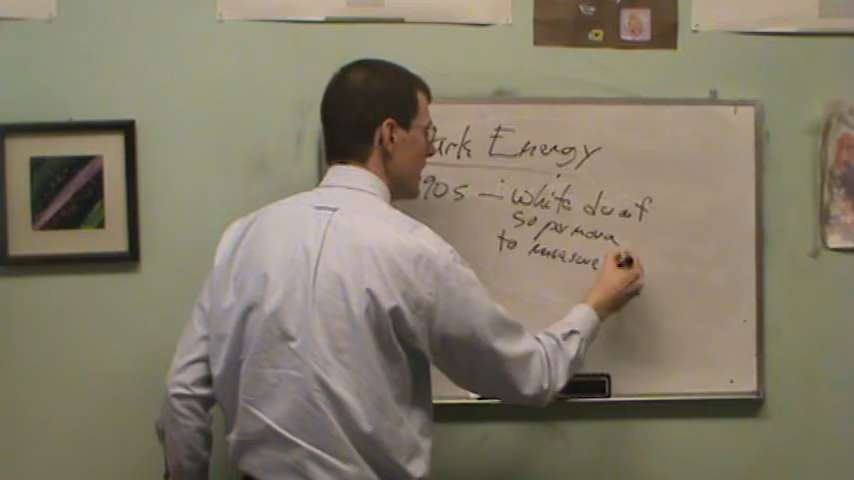 ark Energy
90s - white dwarf
supernova
to measure